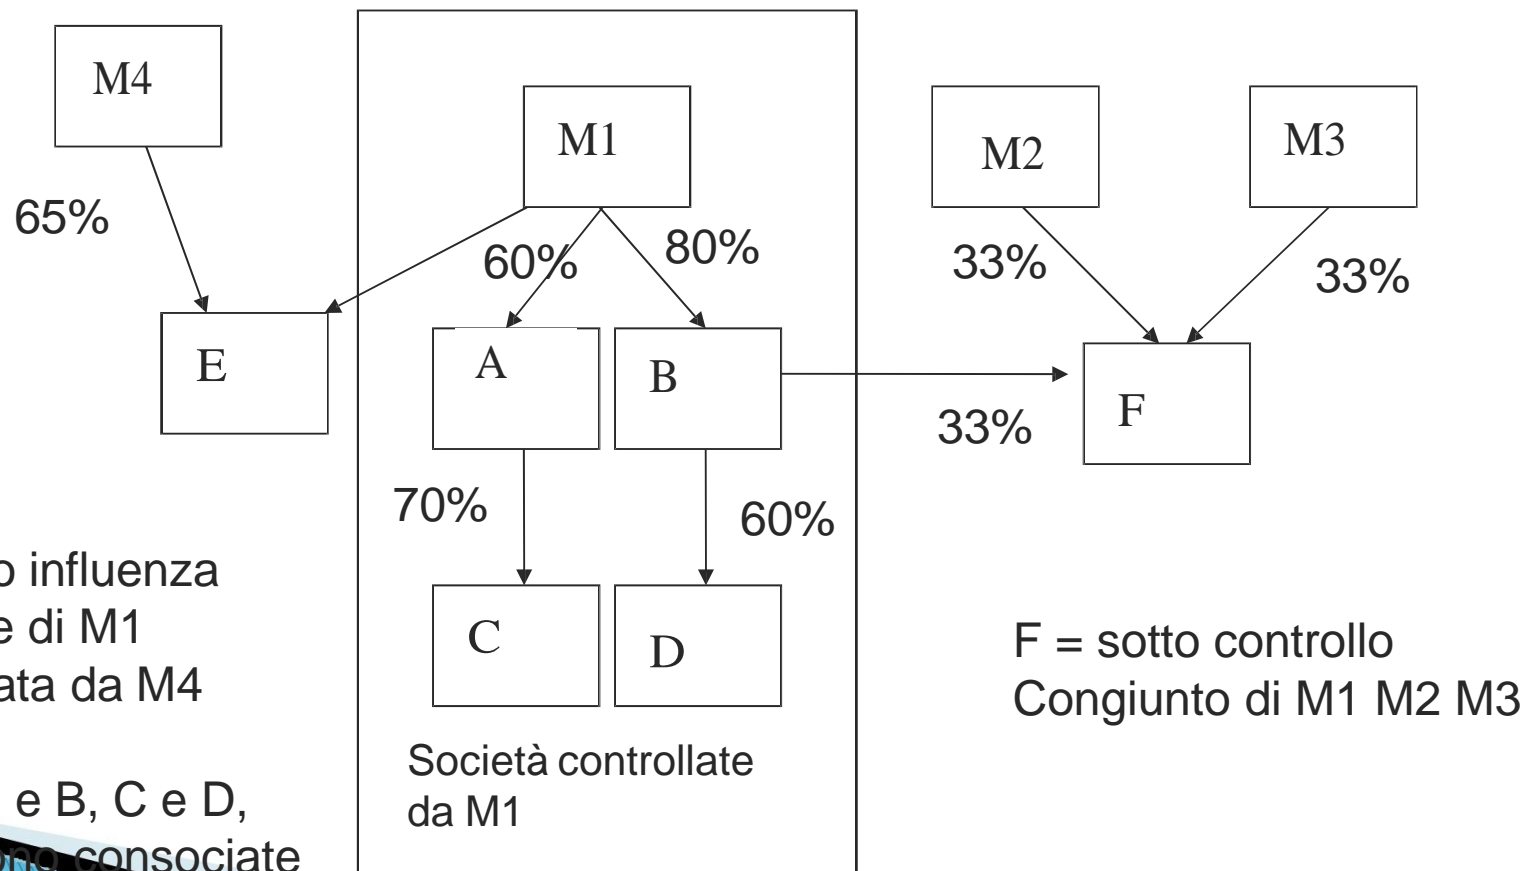 M4
M1
M2
M3
65%
60%
80%
33%
33%
E
A
B
F
33%
70%
60%
influenza
e di M1
da M4
C
D
F = sotto controllo
Congiunto di M1 M2 M3
Società controllate
da M1
e B, C e D,
consociate